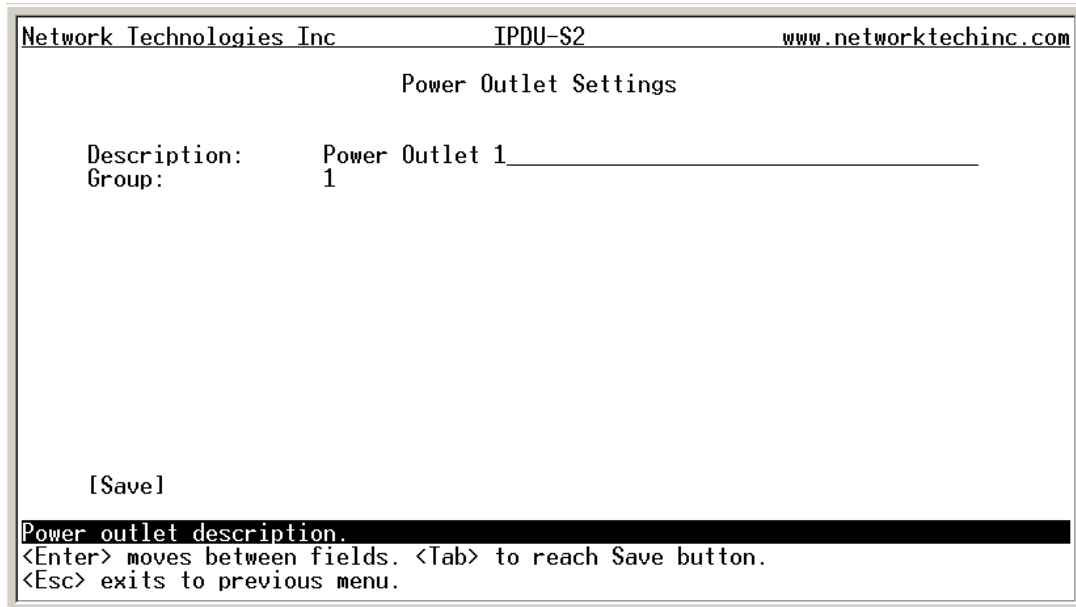 Network Technologies Inc IPDU-S2 www.networktechinc.com
Power Outlet Settings
Description: Power Outlet 1
Group: 1
[Save]
Power outlet description.
<Enter> moves between fields. <Tab> to reach Save button.
<Esc> exits to previous menu.